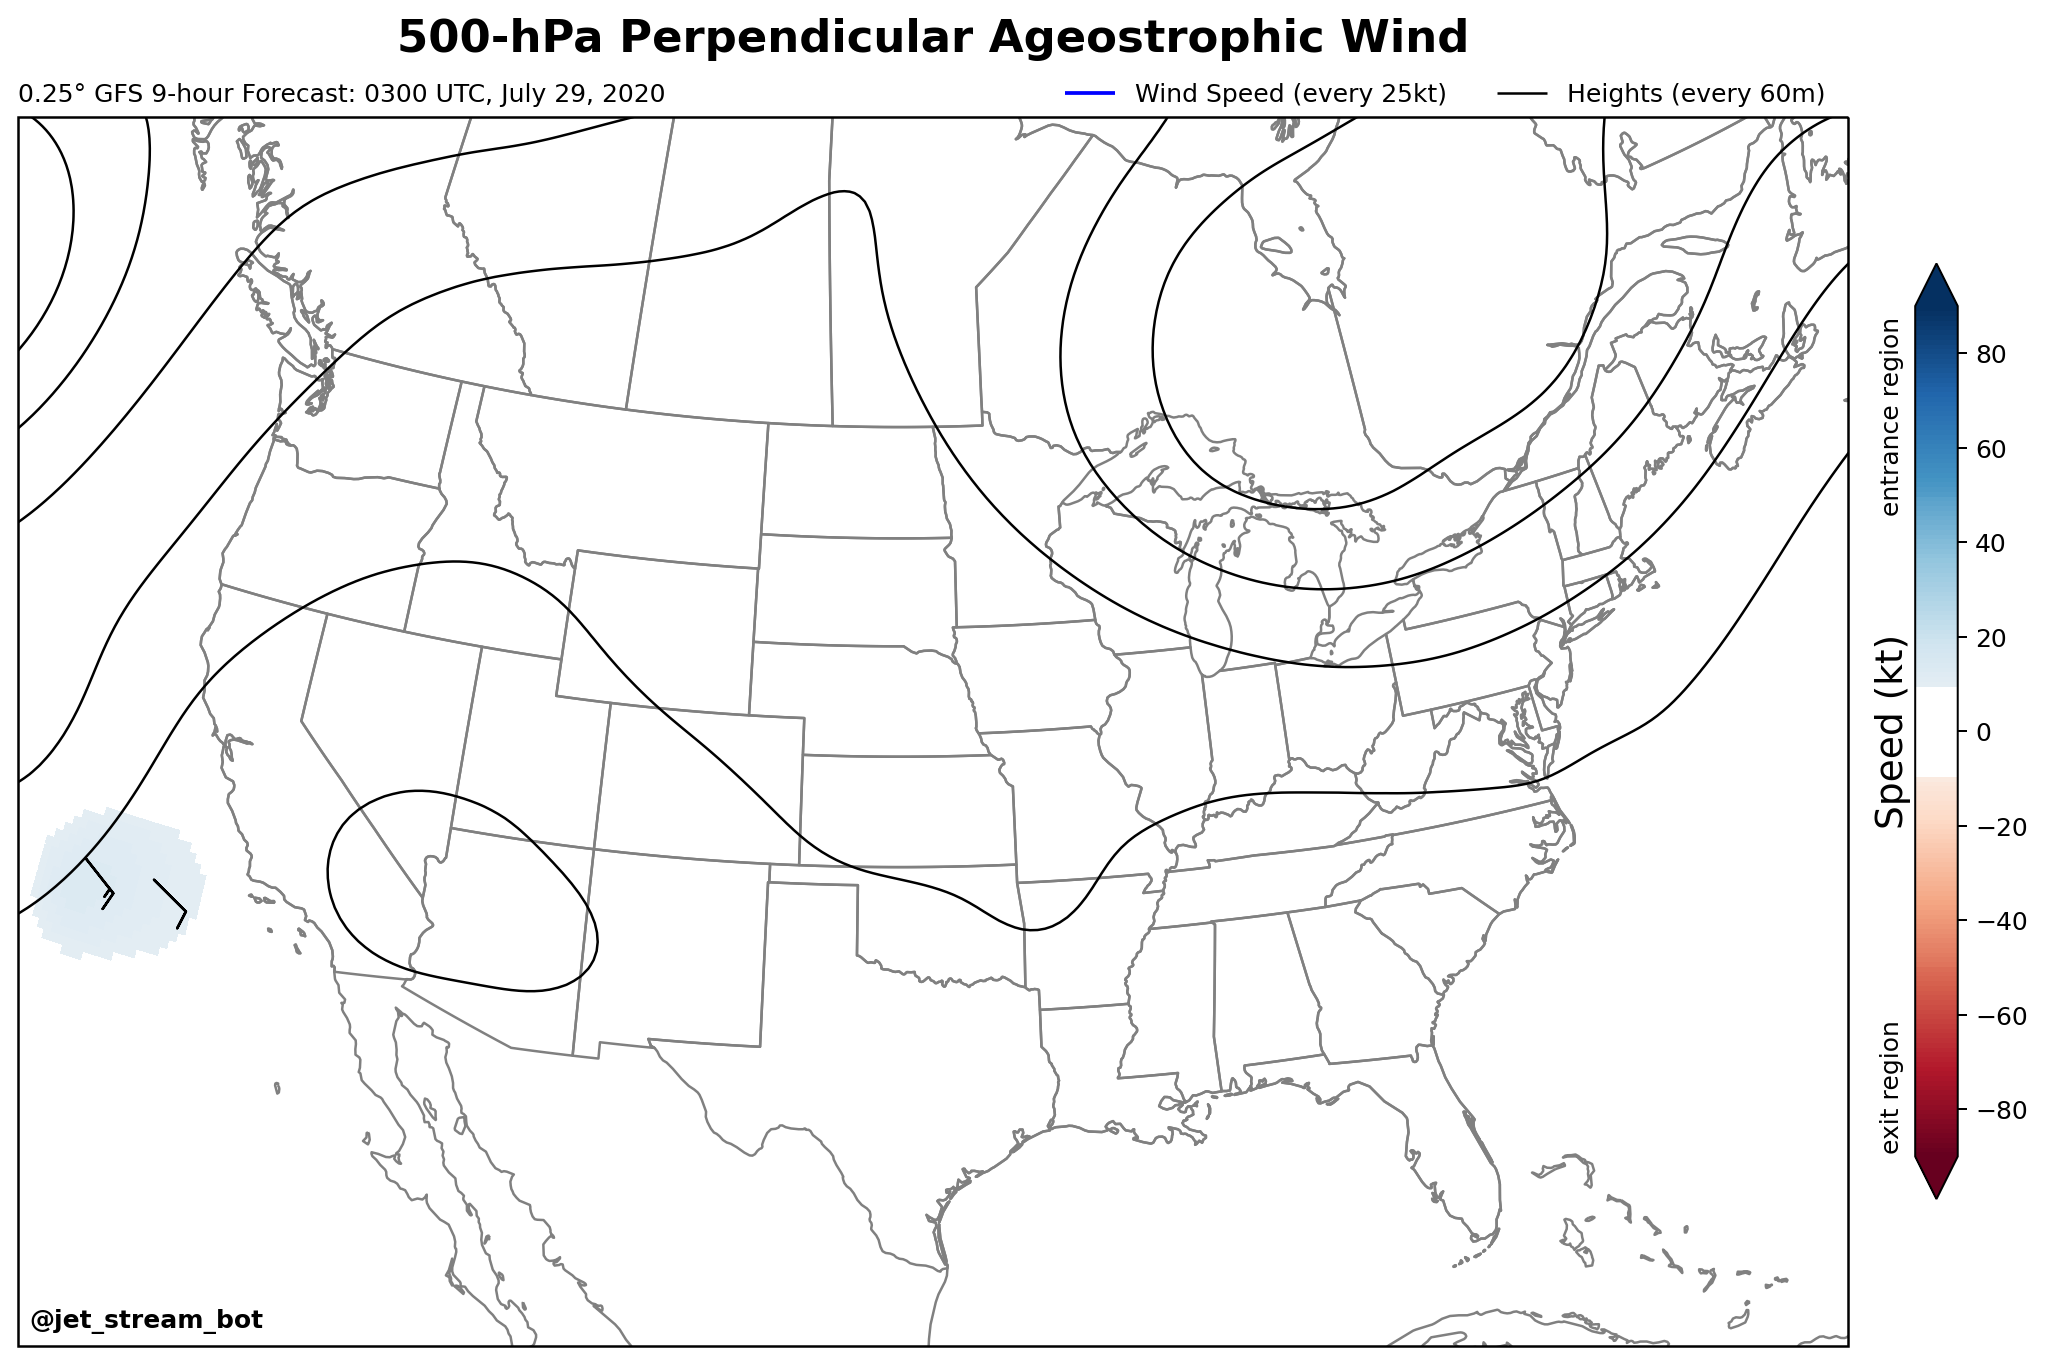 500-hPa Perpendicular Ageostrophic Wind
0.25° GFS 9-hour Forecast: 0300 UTC, July 29, 2020
Wind Speed (every 25kt)
Heights (every 60m)
entrance region
Speed (kt)
exit region
80
60
40
20
0
−20
−40
−60
−80
@jet_stream_bot